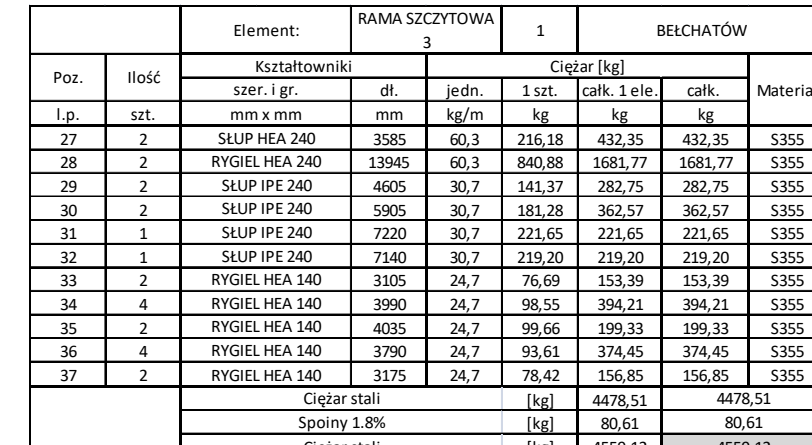 Element: RAMA SZCZYTOWA 3 1 BEŁCHATÓW
Poz. Ilość Kształtowniki Ciężar [kg] Materia
szer. i gr. dł. jedn. 1 szt. całk. 1 ele. całk.
l.p. szt. mm x mm mm kg/m kg kg kg
27 2 SŁUP HEA 240 3585 60,3 216,18 432,35 432,35 S355
28 2 RYGIEL HEA 240 13945 60,3 840,88 1681,77 1681,77 S355
29 2 SŁUP IPE 240 4605 30,7 141,37 282,75 282,75 S355
30 2 SŁUP IPE 240 5905 30,7 181,28 362,57 362,57 S355
31 1 SŁUP IPE 240 7220 30,7 221,65 221,65 221,65 S355
32 1 SŁUP IPE 240 7140 30,7 219,20 219,20 219,20 S355
33 2 RYGIEL HEA 140 3105 24,7 76,69 153,39 153,39 S355
34 4 RYGIEL HEA 140 3990 24,7 98,55 394,21 394,21 S355
35 2 RYGIEL HEA 140 4035 24,7 99,66 199,33 199,33 S355
36 4 RYGIEL HEA 140 3790 24,7 93,61 374,45 374,45 S355
37 2 RYGIEL HEA 140 3175 24,7 78,42 156,85 156,85 S355
Ciężar stali [kg] 4478,51 4478,51
Spoiny 1.8% [kg] 80,61 80,61
Ciężar stali [kg] 4559,12 4559,12